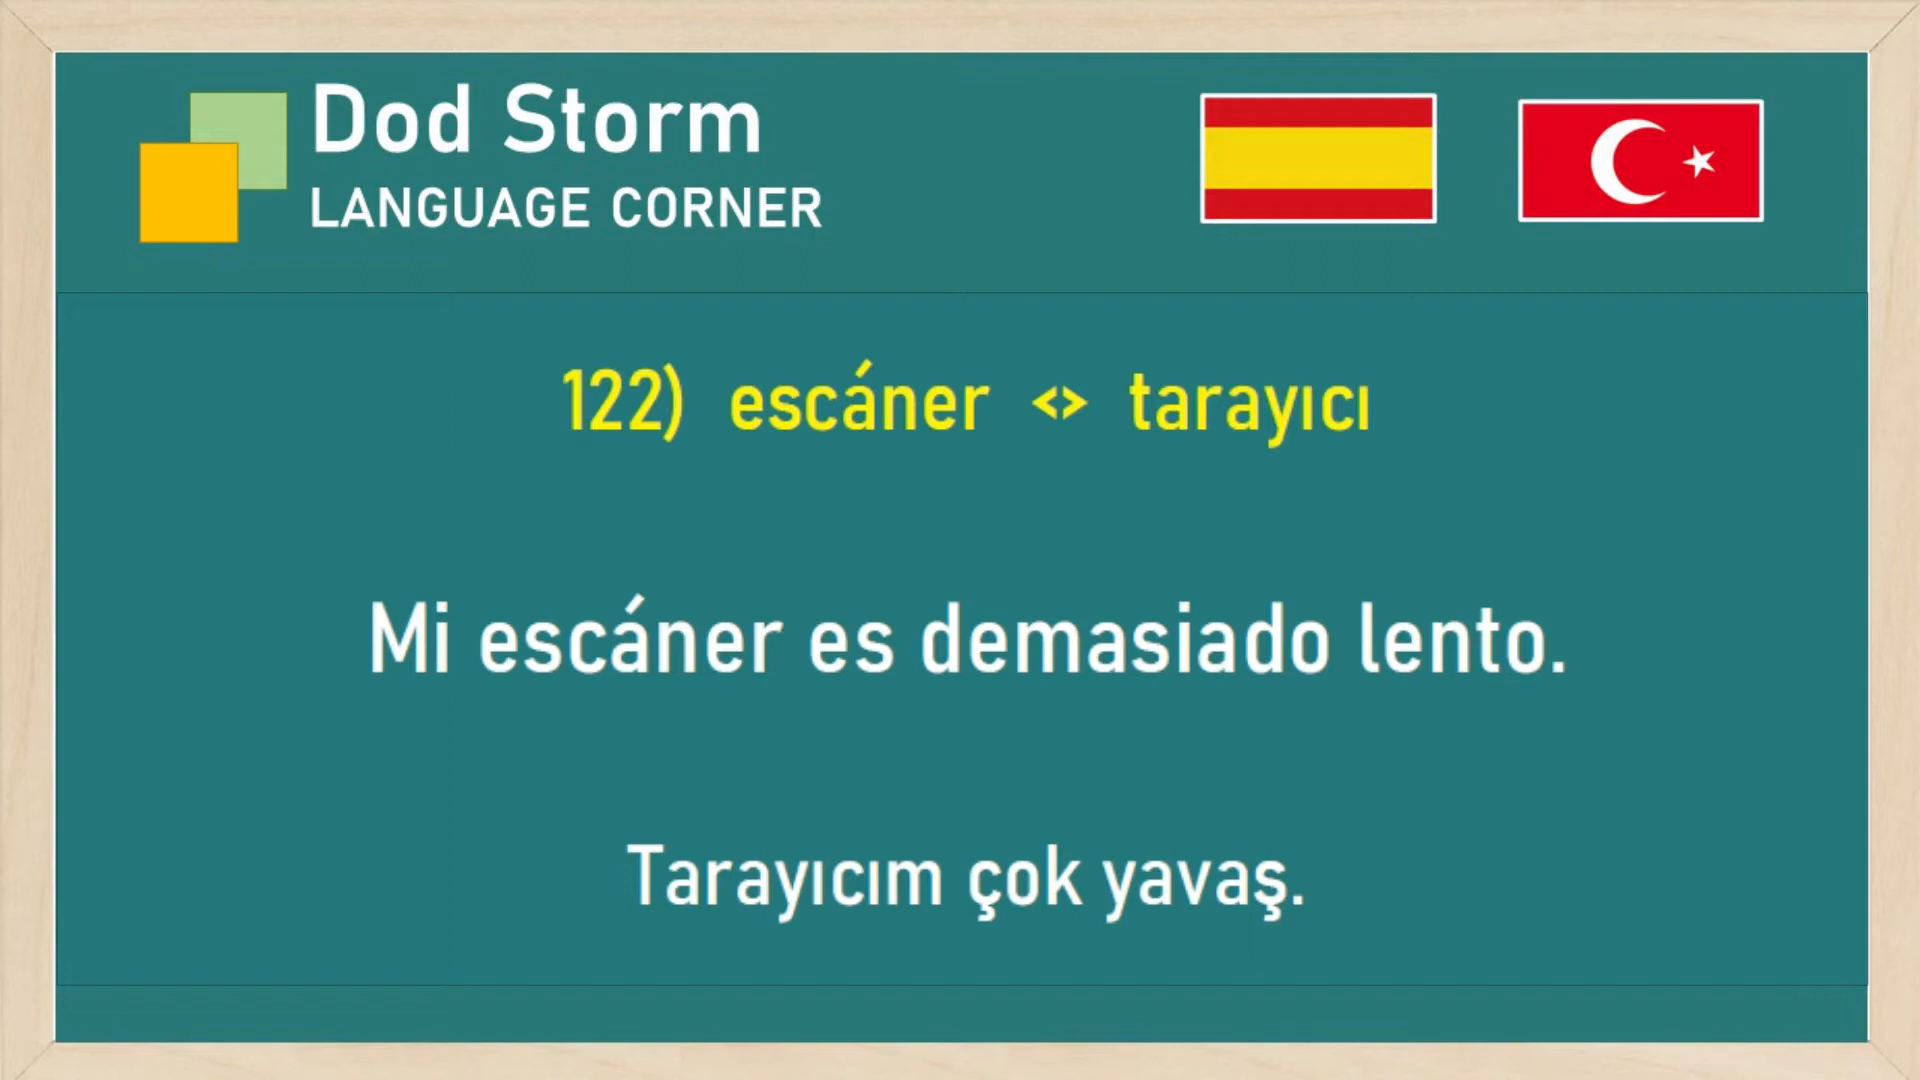 Dod Storm
LANGUAGE CORNER
122) escáner <> tarayıcı
Mi escáner es demasiado lento.
Tarayıcım çok yavaş.